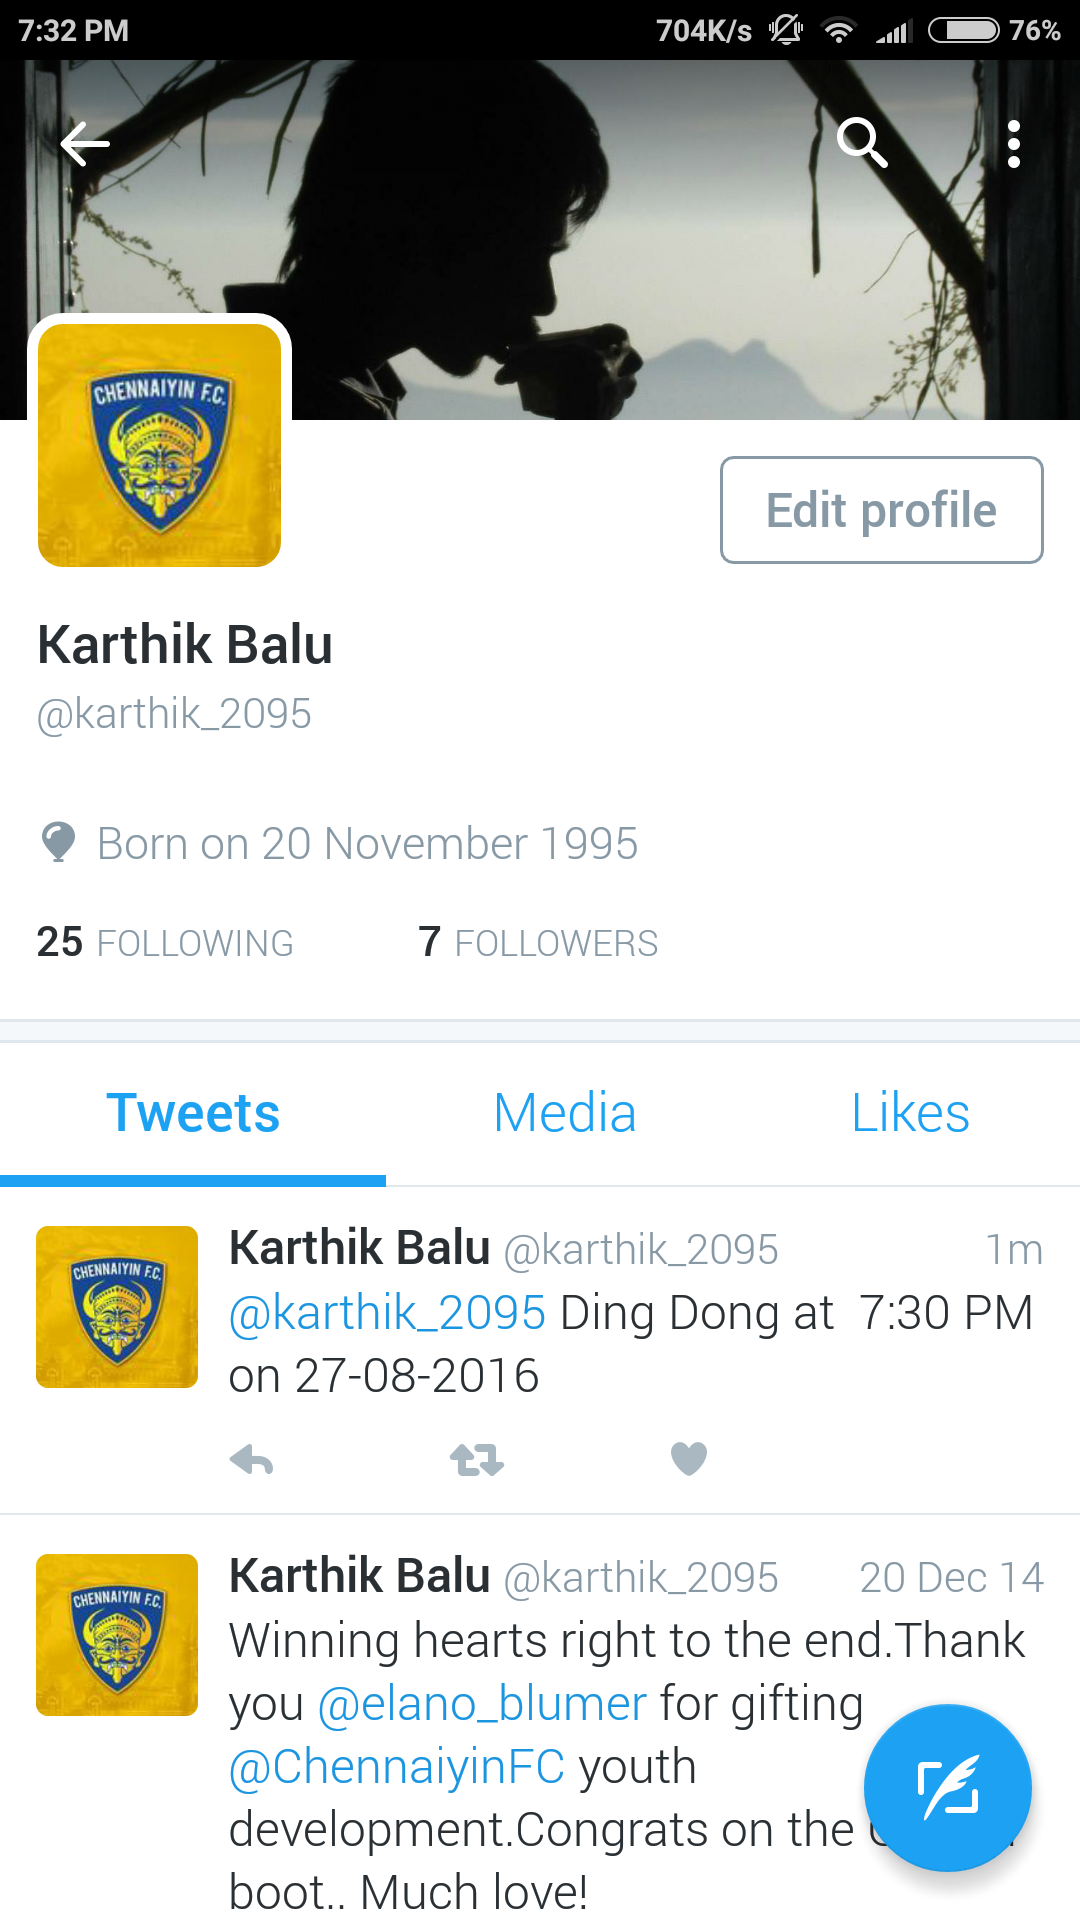 7:32 PM 704K/s 76%
CHENNAIYIN F.C.
Edit profile
Karthik Balu
@karthik_2095
Born on 20 November 1995
25 FOLLOWING 7 FOLLOWERS
Tweets Media Likes
CHENNAIYIN F.C.
Karthik Balu @karthik_2095 1m
@karthik_2095 Ding Dong at  7:30 PM
on 27-08-2016
CHENNAIYIN F.C.
Karthik Balu @karthik_2095 20 Dec 14
Winning hearts right to the end.Thank
you @elano_blumer for gifting
@ChennaiyinFC youth
development.Congrats on the
boot.. Much love!